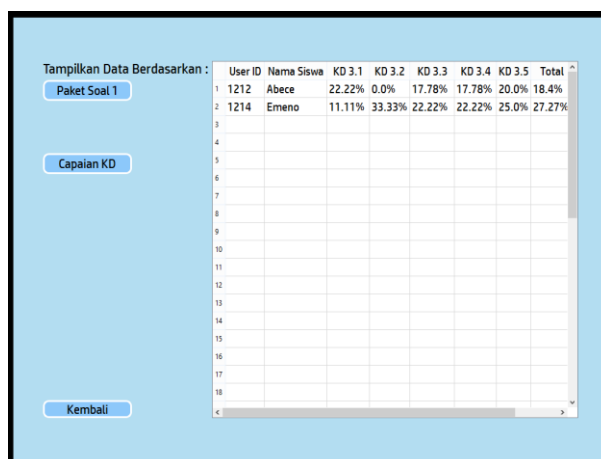 Tampilkan Data Berdasarkan :
Paket Soal 1
Capaian KD
Kembali
User ID Nama Siswa KD 3.1 KD 3.2 KD 3.3 KD 3.4 KD 3.5 Total
1 1212 Abece 22.22% 0.0% 17.78% 17.78% 20.0% 18.4%
2 1214 Emeno 11.11% 33.33% 22.22% 22.22% 25.0% 27.27%
3
4
5
6
7
8
9
10
11
12
13
14
15
16
17
18